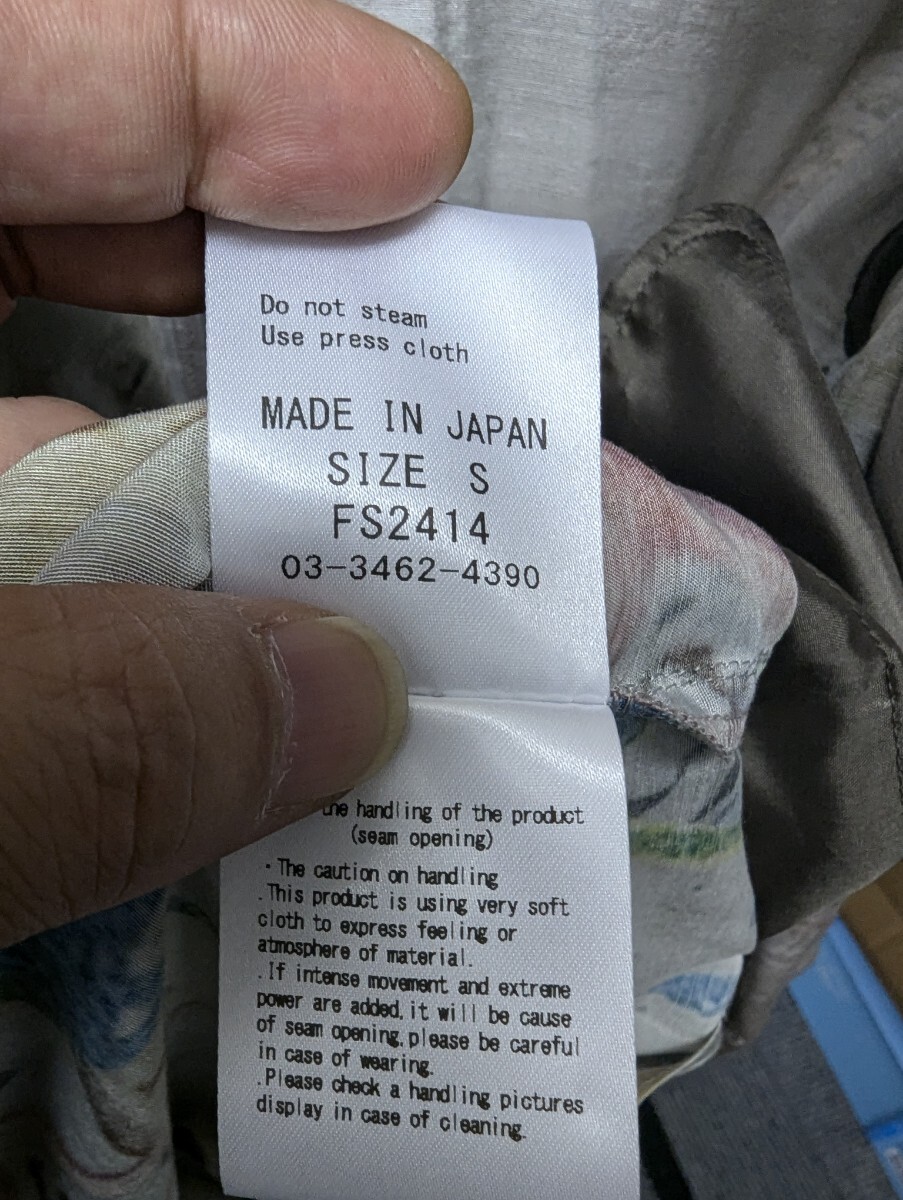 Do not steam
Use press cloth
MADE IN JAPAN
SIZE S
FS2414
03-3462-4390
handling of the product
(seam opening)
・The caution on handling
.This product is using very soft
cloth to express feeling or
atmosphere of material.
.If intense movement and extreme
power are added, it will be cause
of seam opening, please be careful
in case of wearing.
.Please check a handling pictures
display in case of cleaning.